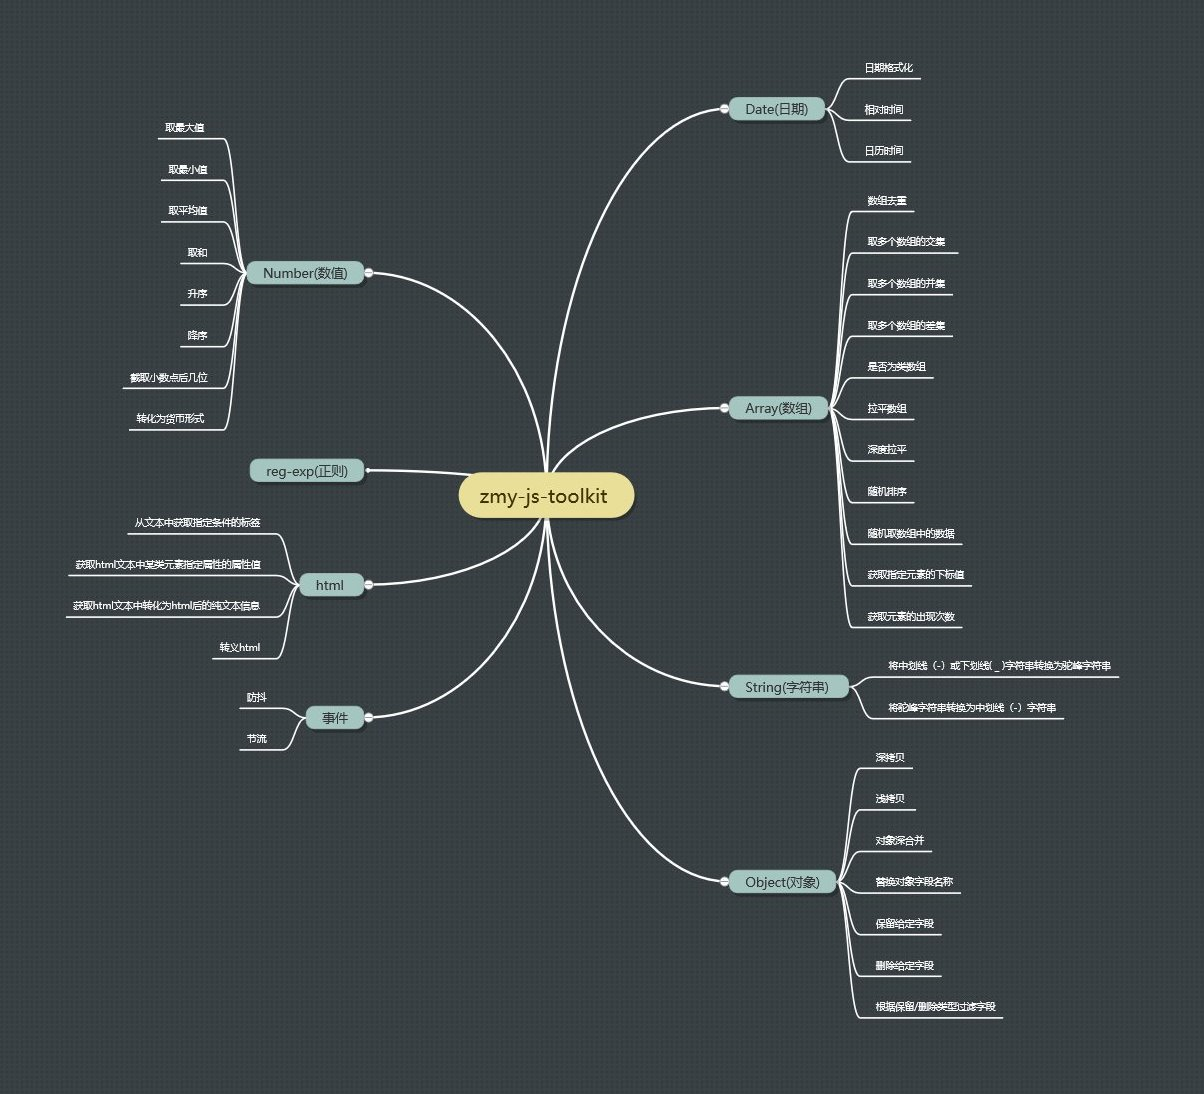 zmy-js-toolkit
Date(日期)
日期格式化
相对时间
日历时间
Array(数组)
数组去重
取多个数组的交集
取多个数组的并集
取多个数组的差集
是否为类数组
拉平数组
深度拉平
随机排序
随机取数组中的数据
获取指定元素的下标值
获取元素的出现次数
String(字符串)
将中划线（-）或下划线( _ )字符串转换为驼峰字符串
将驼峰字符串转换为中划线（-）字符串
Object(对象)
深拷贝
浅拷贝
对象深合并
替换对象字段名称
保留给定字段
删除给定字段
根据保留/删除类型过滤字段
Number(数值)
取最大值
取最小值
取平均值
取和
升序
降序
截取小数点后几位
转化为货币形式
reg-exp(正则)
html
从文本中获取指定条件的标签
获取html文本中某类元素指定属性的属性值
获取html文本中转化为html后的纯文本信息
转义html
事件
防抖
节流